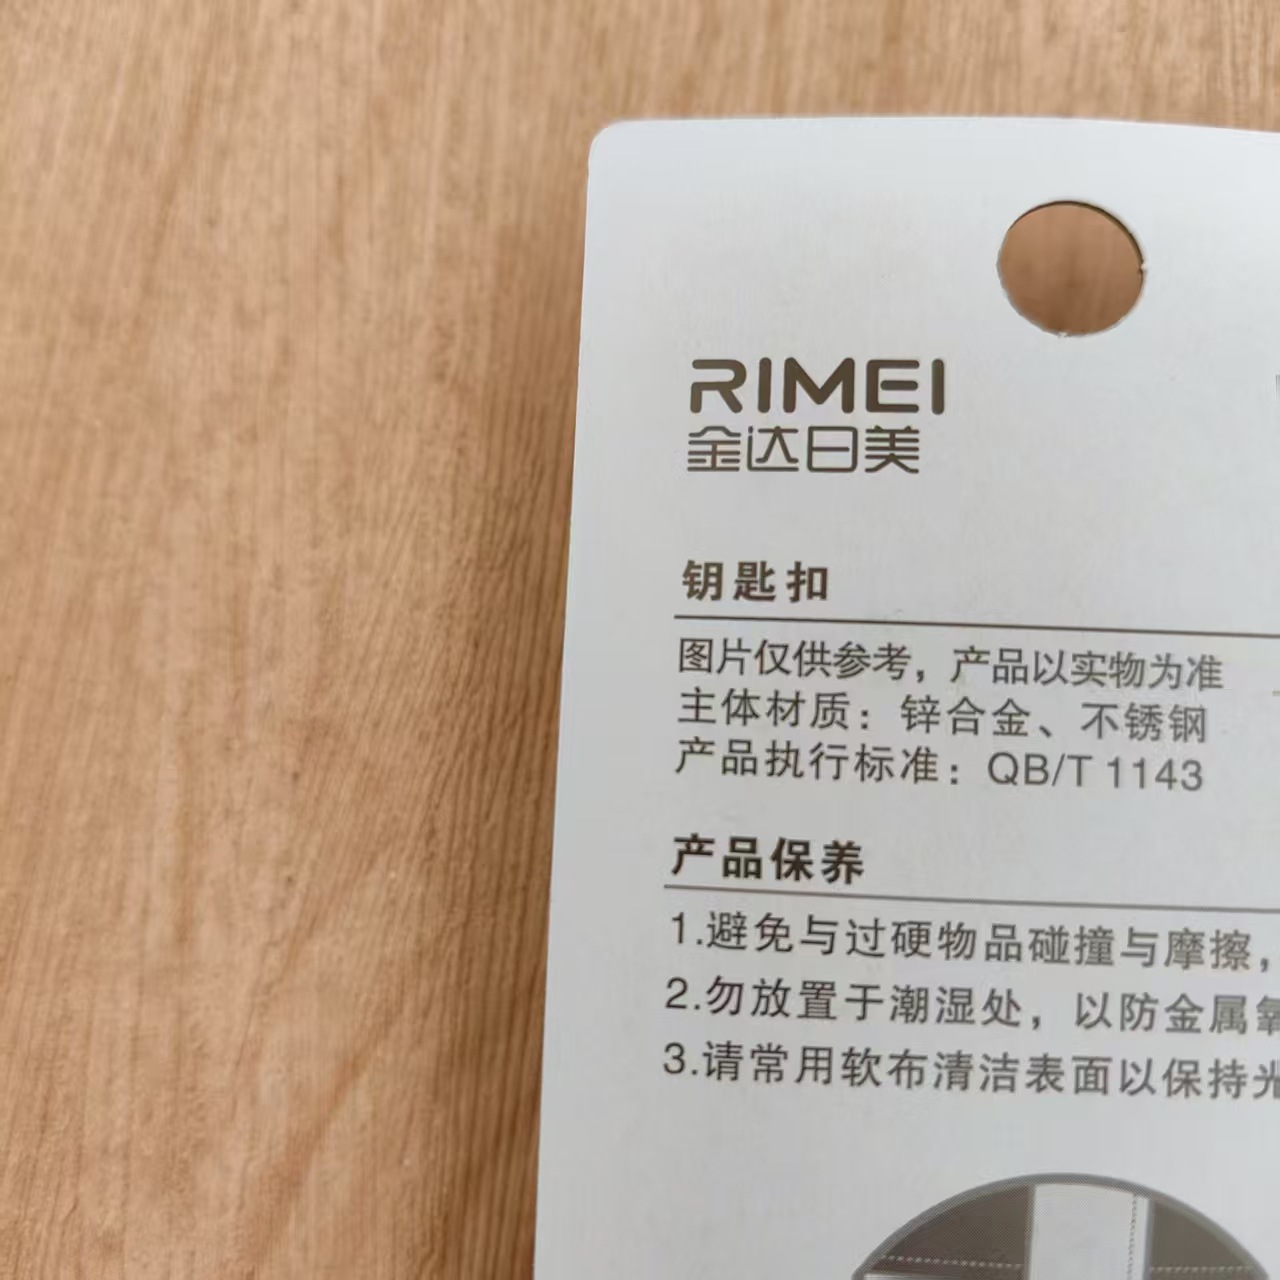 RIMEI
金达日美
钥匙扣
图片仅供参考，产品以实物为准
主体材质：锌合金、不锈钢
产品执行标准：QB/T 1143
产品保养
1.避免与过硬物品碰撞与摩擦，
2.勿放置于潮湿处，以防金属氧
3.请常用软布清洁表面以保持光